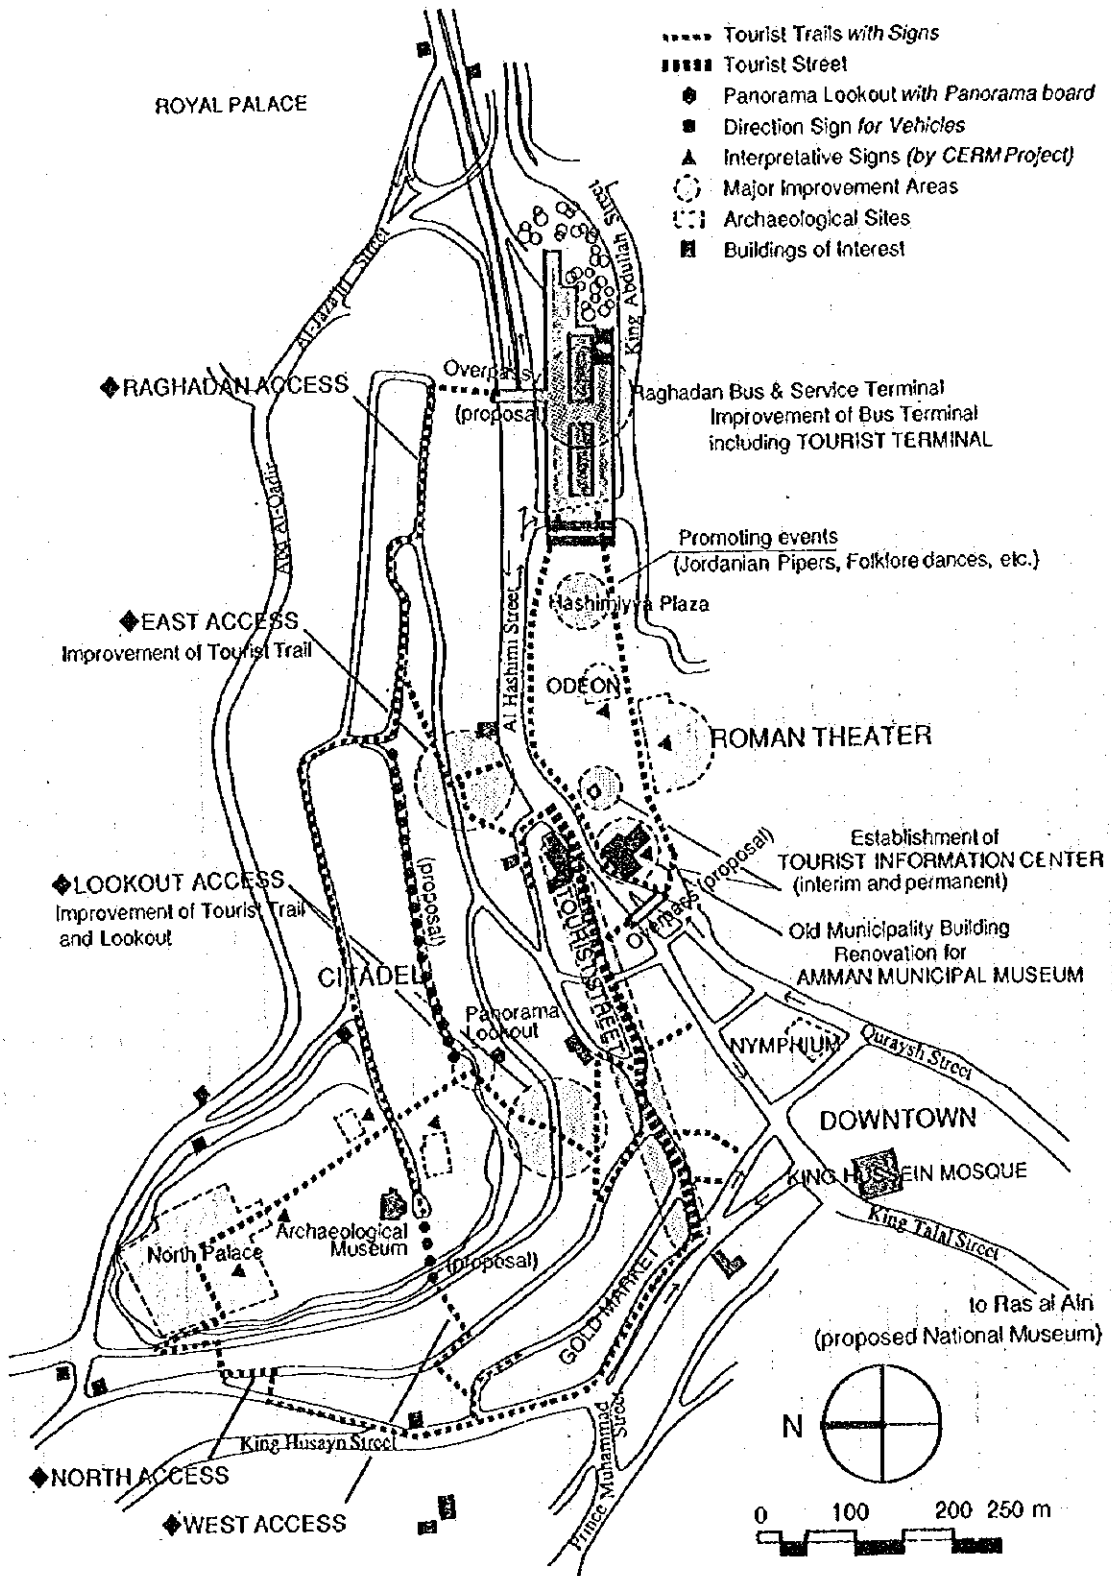 Tourist Trails with Signs
Tourist Street
Panorama Lookout with Panorama board
Direction Sign for Vehicles
Interpretative Signs (by CERM Project)
Major Improvement Areas
Archaeological Sites
Buildings of Interest
ROYAL PALACE
King Abdullah Street
Al-Jaza'iri Street
Abd Al-Qadir
◆RAGHADAN ACCESS
Overpass
(proposal)
Raghadan Bus & Service Terminal
Improvement of Bus Terminal
including TOURIST TERMINAL
Promoting events
(Jordanian Pipers, Folklore dances, etc.)
Hashimiyya Plaza
◆EAST ACCESS
Improvement of Tourist Trail
Al Hashimi Street
ODEON
ROMAN THEATER
Establishment of
TOURIST INFORMATION CENTER
(interim and permanent)
Overpass (proposal)
◆LOOKOUT ACCESS
Improvement of Tourist Trail
and Lookout
(proposal)
TOURIST STREET
Old Municipality Building
Renovation for
AMMAN MUNICIPAL MUSEUM
CITADEL
Panorama
Lookout
NYMPHIUM
Quraysh Street
DOWNTOWN
KING HUSSEIN MOSQUE
King Talal Street
North Palace
Archaeological
Museum
(proposal)
GOLD MARKET
to Ras al Ain
(proposed National Museum)
King Husayn Street
Prince Muhammad
Street
N
◆NORTH ACCESS
◆WEST ACCESS
0 100 200 250 m